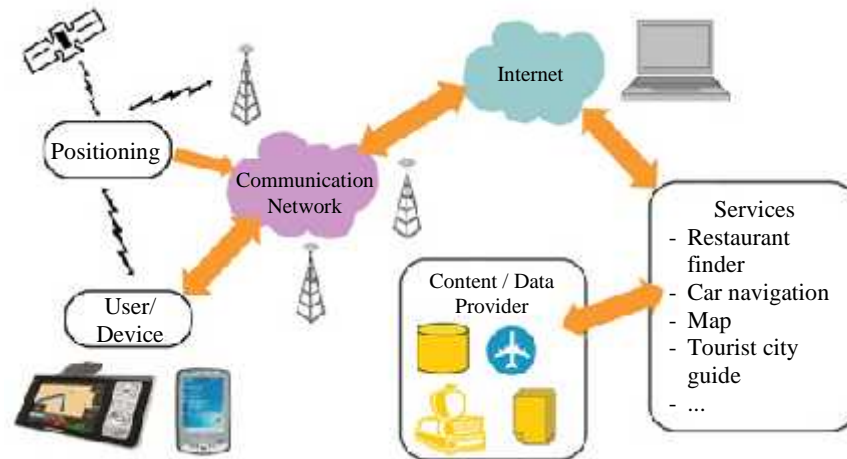 Internet
Positioning
Communication
Network
User/
Device
Content / Data
Provider
Services
- Restaurant
finder
- Car navigation
- Map
- Tourist city
guide
- ...